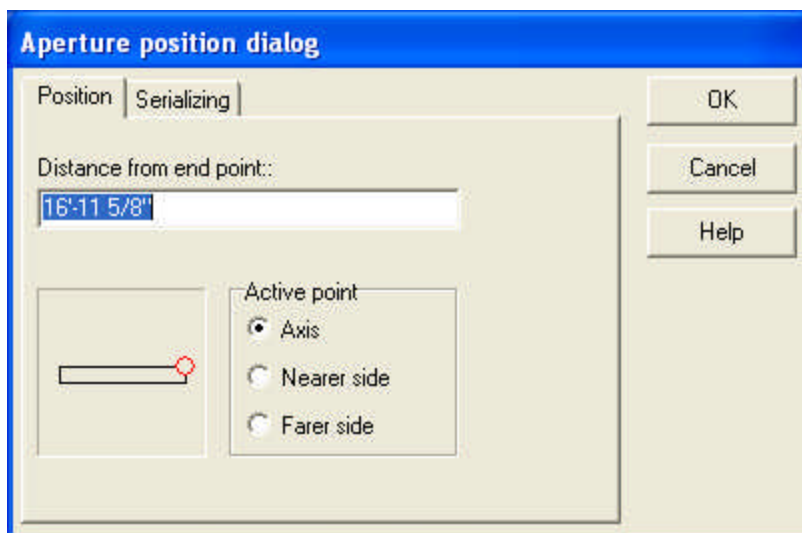 Aperture position dialog
Position Serializing
OK
Distance from end point::
Cancel
16'-11 5/8"
Help
Active point
Axis
Nearer side
Farer side